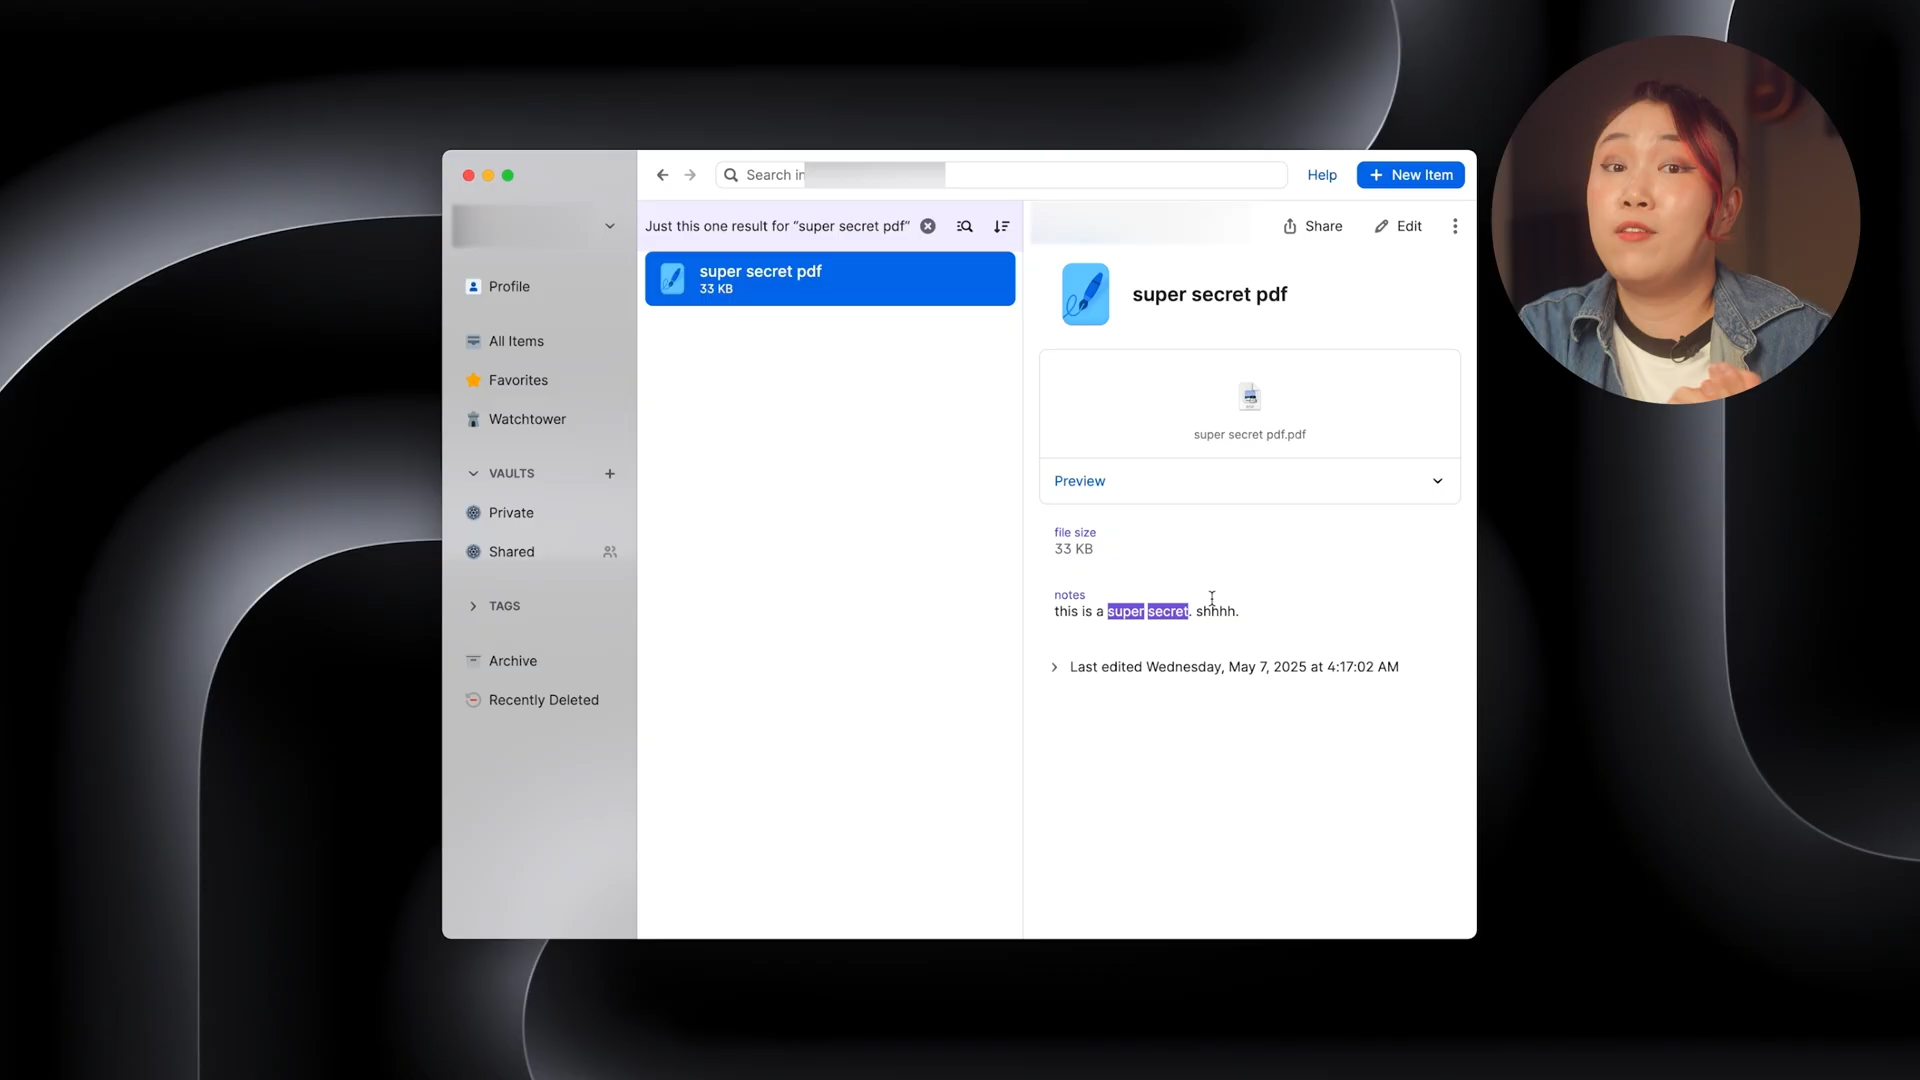 Search in
Help
+ New Item
Just this one result for “super secret pdf”
Share
Edit
super secret pdf
33 KB
super secret pdf
Profile
All Items
Favorites
Watchtower
super secret pdf.pdf
Preview
VAULTS
Private
Shared
file size
33 KB
notes
this is a super secret. shhhh.
TAGS
Last edited Wednesday, May 7, 2025 at 4:17:02 AM
Archive
Recently Deleted